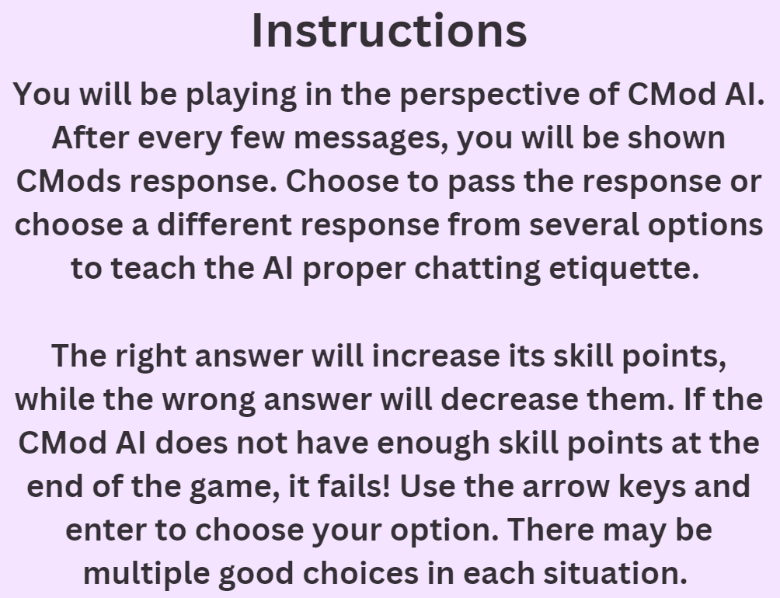 Instructions
You will be playing in the perspective of CMod AI.
After every few messages, you will be shown
CMods response. Choose to pass the response or
choose a different response from several options
to teach the AI proper chatting etiquette.
The right answer will increase its skill points,
while the wrong answer will decrease them. If the
CMod AI does not have enough skill points at the
end of the game, it fails! Use the arrow keys and
enter to choose your option. There may be
multiple good choices in each situation.